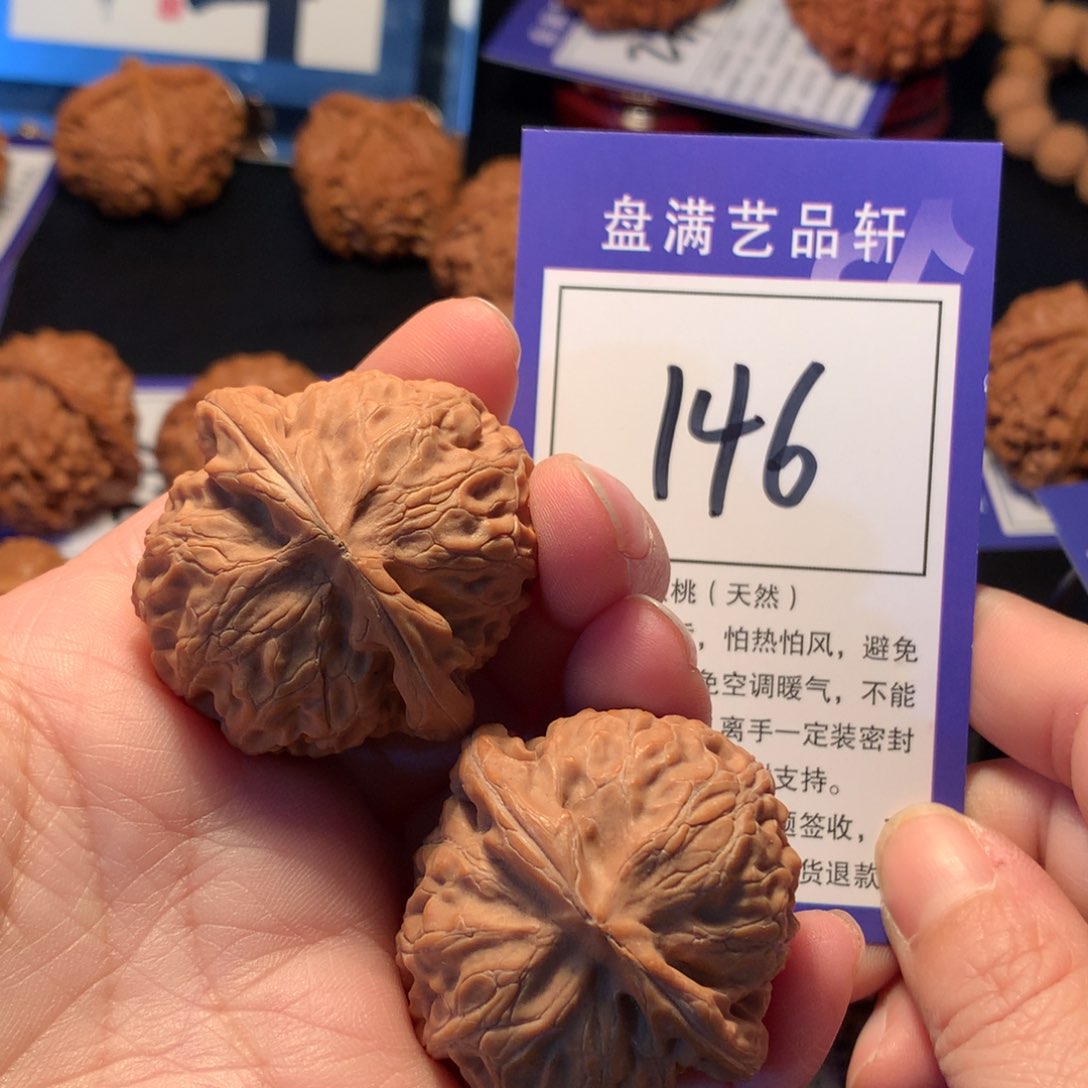 盘满艺品轩
146
桃（天然）
，怕热怕风，避免
空调暖气，不能
离手一定装密封
支持。
签收，
货退款